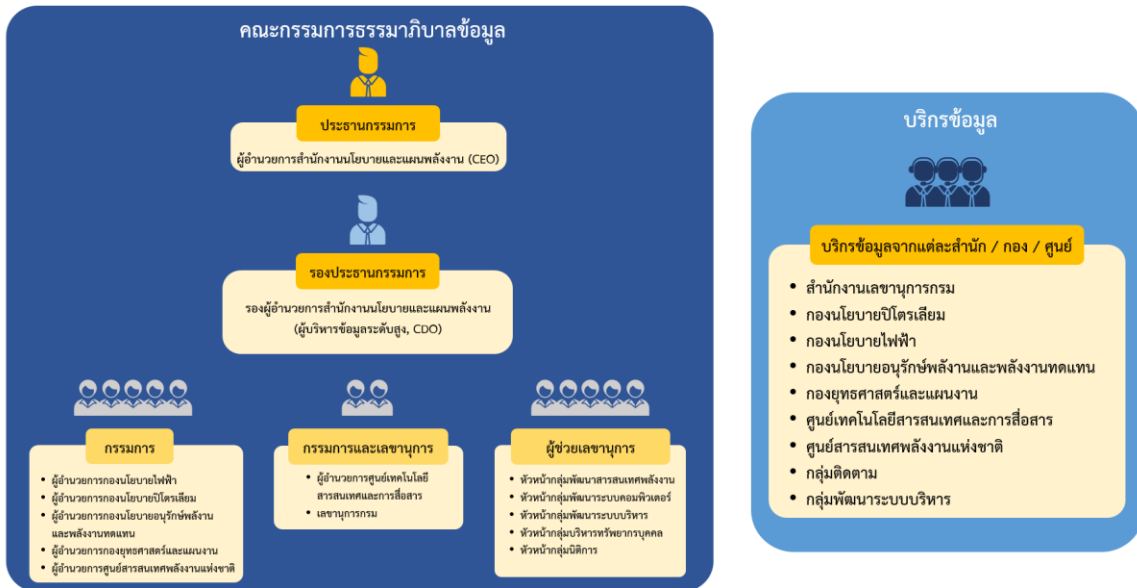 คณะกรรมการธรรมาภิบาลข้อมูล
ประธานกรรมการ
ผู้อำนวยการสำนักงานนโยบายและแผนพลังงาน (CEO)
รองประธานกรรมการ
รองผู้อำนวยการสำนักงานนโยบายและแผนพลังงาน
(ผู้บริหารข้อมูลระดับสูง, CDO)
กรรมการ
• ผู้อำนวยการกองนโยบายไฟฟ้า
• ผู้อำนวยการกองนโยบายปิโตรเลียม
• ผู้อำนวยการกองนโยบายอนุรักษ์พลังงาน
และพลังงานทดแทน
• ผู้อำนวยการกองยุทธศาสตร์และแผนงาน
• ผู้อำนวยการศูนย์สารสนเทศพลังงานแห่งชาติ
กรรมการและเลขานุการ
• ผู้อำนวยการศูนย์เทคโนโลยี
สารสนเทศและการสื่อสาร
• เลขานุการกรม
ผู้ช่วยเลขานุการ
• หัวหน้ากลุ่มพัฒนาสารสนเทศพลังงาน
• หัวหน้ากลุ่มพัฒนาระบบคอมพิวเตอร์
• หัวหน้ากลุ่มพัฒนาระบบบริหาร
• หัวหน้ากลุ่มบริหารทรัพยากรบุคคล
• หัวหน้ากลุ่มนิติการ
บริกรข้อมูล
บริกรข้อมูลจากแต่ละสำนัก / กอง / ศูนย์
• สำนักงานเลขานุการกรม
• กองนโยบายปิโตรเลียม
• กองนโยบายไฟฟ้า
• กองนโยบายอนุรักษ์พลังานและพลังงานทดแทน
• กองยุทธศาสตร์และแผนงาน
• ศูนย์เทคโนโลยีสารสนเทศและการสื่อสาร
• ศูนย์สารสนเทศพลังงานแห่งชาติ
• กลุ่มติดตาม
• กลุ่มพัฒนาระบบบริหาร